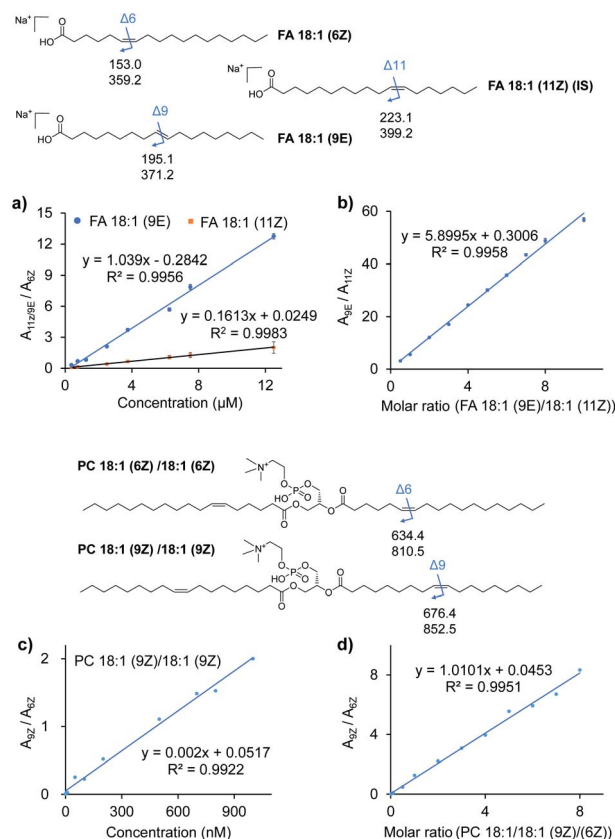 Na+
Δ6
O
HO
FA 18:1 (6Z)
153.0
359.2
Na+
Δ11
O
HO
FA 18:1 (11Z) (IS)
223.1
399.2
Na+
Δ9
O
HO
FA 18:1 (9E)
195.1
371.2
a)
FA 18:1 (9E)
FA 18:1 (11Z)
y = 1.039x - 0.2842
R² = 0.9956
y = 0.1613x + 0.0249
R² = 0.9983
A11z/9E / A6Z
15
12
9
6
3
0
0
4
8
12
Concentration (µM)
b)
y = 5.8995x + 0.3006
R² = 0.9958
A9E / A11Z
60
40
20
0
0
4
8
Molar ratio (FA 18:1 (9E)/18:1 (11Z))
PC 18:1 (6Z) /18:1 (6Z)
N+
O
P
O
O
HO
O
O
O
O
Δ6
634.4
810.5
PC 18:1 (9Z) /18:1 (9Z)
N+
O
P
O
O
HO
O
O
O
O
Δ9
676.4
852.5
c)
PC 18:1 (9Z)/18:1 (9Z)
y = 0.002x + 0.0517
R² = 0.9922
A9Z / A6Z
2
1
0
0
300
600
900
Concentration (nM)
d)
y = 1.0101x + 0.0453
R² = 0.9951
A9Z / A6Z
8
4
0
0
4
8
Molar ratio (PC 18:1/18:1 (9Z)/(6Z))